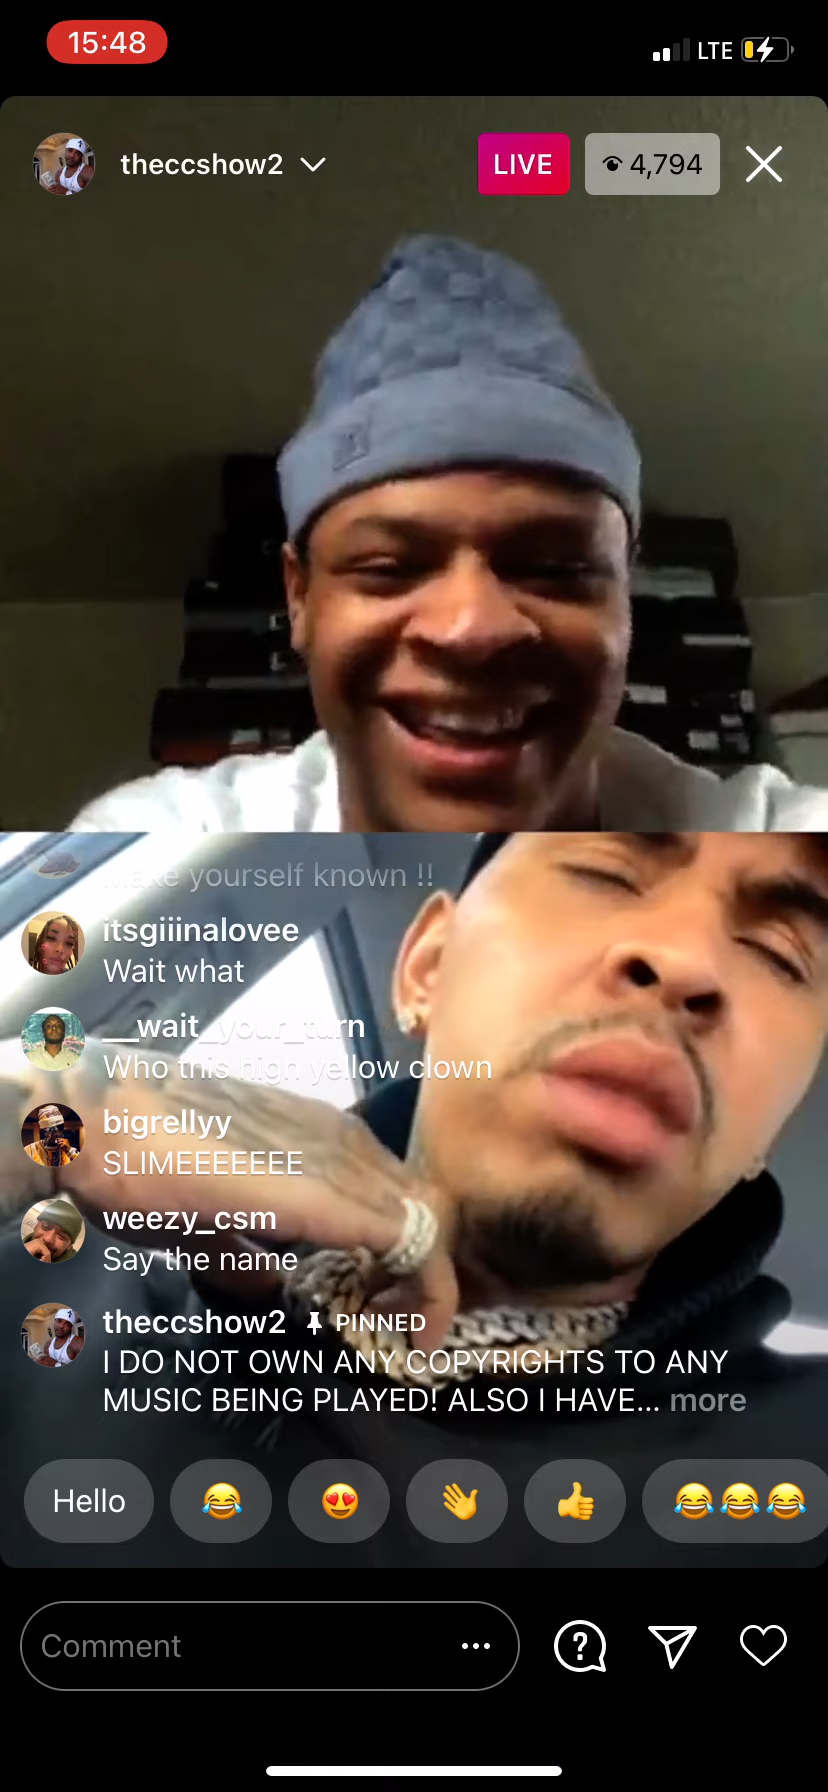 15:48
LTE
theccshow2
LIVE
4,794
Make yourself known !!
itsgiiinalovee
Wait what
__wait_your_turn
Who this high yellow clown
bigrellyy
SLIMEEEEEEE
weezy_csm
Say the name
theccshow2 PINNED
I DO NOT OWN ANY COPYRIGHTS TO ANY
MUSIC BEING PLAYED! ALSO I HAVE... more
Hello 😂 😍 👋 👍 😂😂😂
Comment